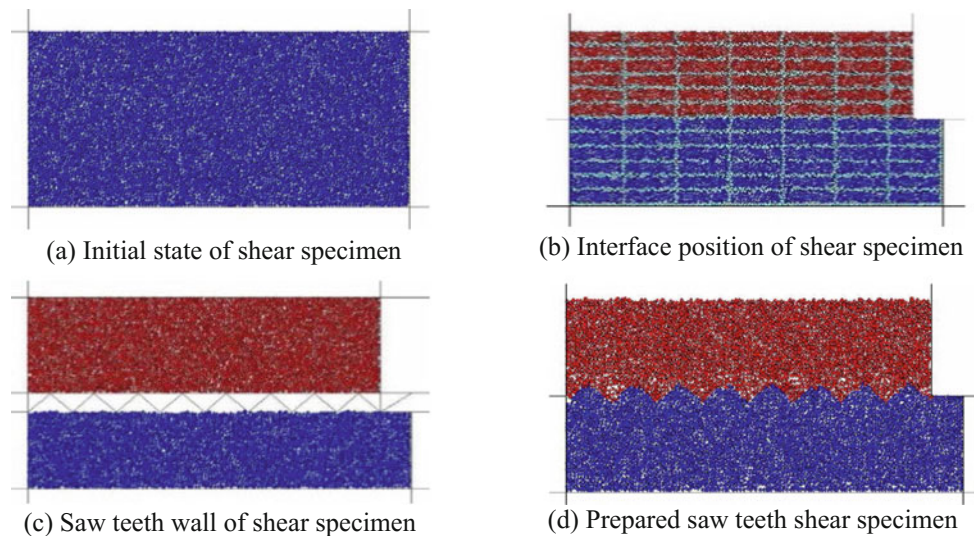 (a) Initial state of shear specimen
(b) Interface position of shear specimen
(c) Saw teeth wall of shear specimen
(d) Prepared saw teeth shear specimen